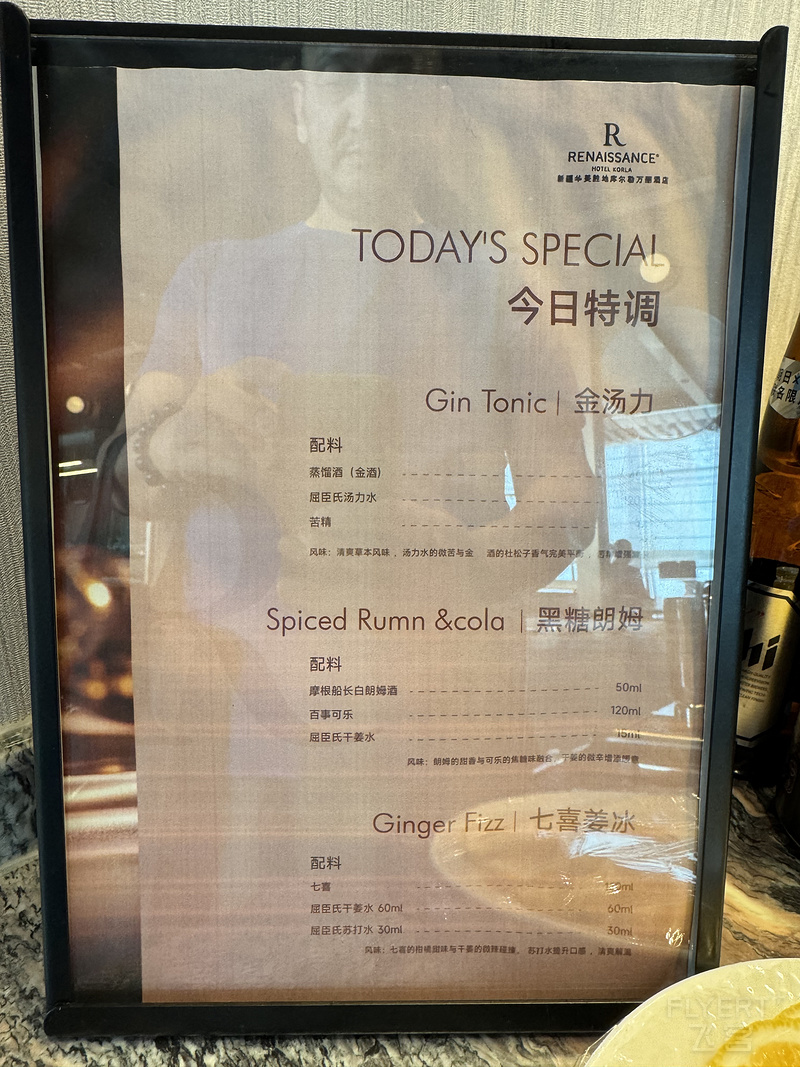 R
RENAISSANCE®
HOTEL KORLA
新疆华美胜地库尔勒万丽酒店
TODAY'S SPECIAL
今日特调
Gin Tonic | 金汤力
配料
蒸馏酒（金酒）
屈臣氏汤力水
苦精
风味：清爽草本风味，汤力水的微苦与金 酒的杜松子香气完美平衡，
Spiced Rumn &cola | 黑糖朗姆
配料
摩根船长白朗姆酒 50ml
百事可乐 120ml
屈臣氏干姜水 15ml
风味：朗姆的甜香与可乐的焦糖味融合，干姜的微辛增添暖意
Ginger Fizz | 七喜姜冰
配料
七喜
屈臣氏干姜水 60ml 60ml
屈臣氏苏打水 30ml 30ml
风味：七喜的柑橘甜味与干姜的微辣碰撞，苏打水提升口感，清爽解腻
FLYERT
飞客